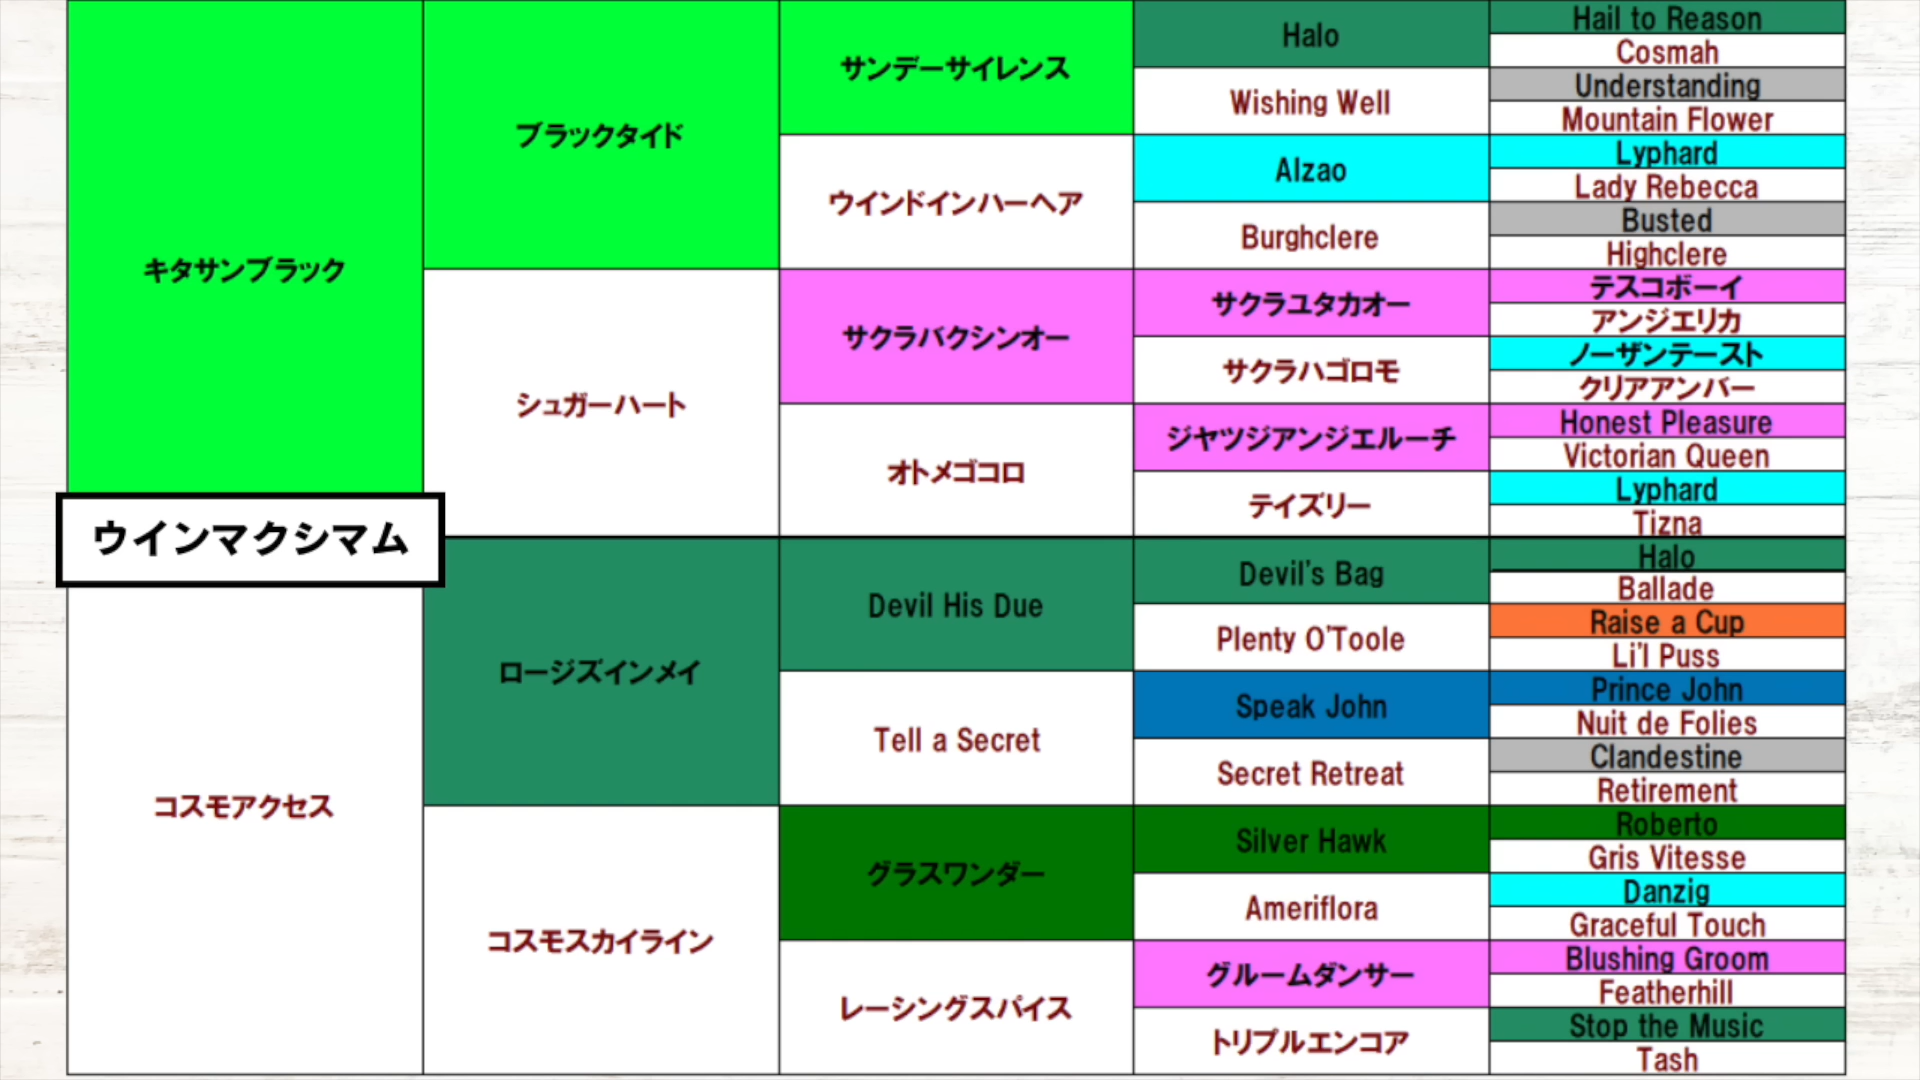 キタサンブラック
ブラックタイド
サンデーサイレンス
Halo
Hail to Reason
Cosmah
Wishing Well
Understanding
Mountain Flower
ウインドインハーヘア
Alzao
Lyphard
Lady Rebecca
Burghclere
Busted
Highclere
シュガーハート
サクラバクシンオー
サクラユタカオー
テスコボーイ
アンジエリカ
サクラハゴロモ
ノーザンテースト
クリアアンバー
オトメゴコロ
ジヤツジアンジエルーチ
Honest Pleasure
Victorian Queen
テイズリー
Lyphard
Tizna
ウインマクシマム
コスモアクセス
ロージズインメイ
Devil His Due
Devil's Bag
Halo
Ballade
Plenty O'Toole
Raise a Cup
Li'l Puss
Tell a Secret
Speak John
Prince John
Nuit de Folies
Secret Retreat
Clandestine
Retirement
コスモスカイライン
グラスワンダー
Silver Hawk
Roberto
Gris Vitesse
Ameriflora
Danzig
Graceful Touch
レーシングスパイス
グルームダンサー
Blushing Groom
Featherhill
トリプルエンコア
Stop the Music
Tash